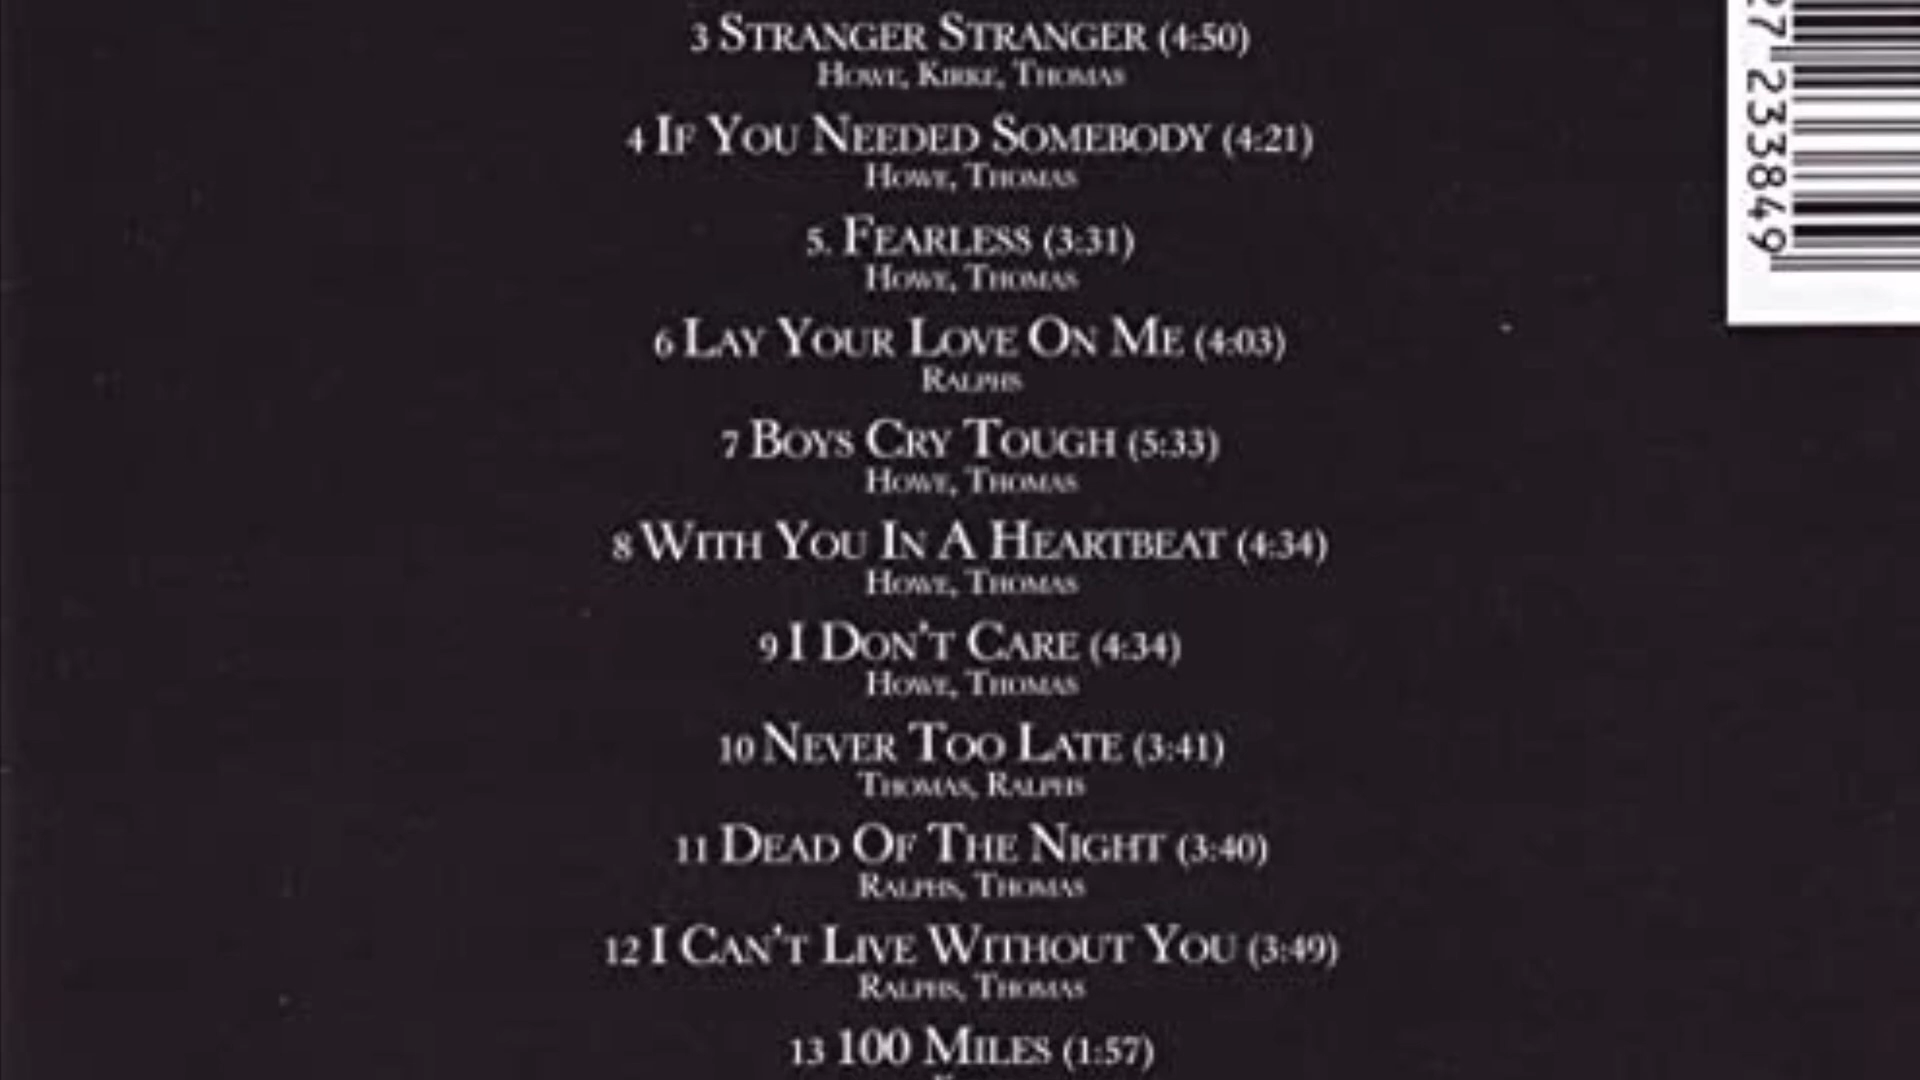 3 STRANGER STRANGER (4:50)
HOWE, KIRKE, THOMAS
4 IF YOU NEEDED SOMEBODY (4:21)
HOWE, THOMAS
5. FEARLESS (3:31)
HOWE, THOMAS
6 LAY YOUR LOVE ON ME (4:03)
RALPHS
7 BOYS CRY TOUGH (5:33)
HOWE, THOMAS
8 WITH YOU IN A HEARTBEAT (4:34)
HOWE, THOMAS
9 I DON'T CARE (4:34)
HOWE, THOMAS
10 NEVER TOO LATE (3:41)
THOMAS, RALPHS
11 DEAD OF THE NIGHT (3:40)
RALPHS, THOMAS
12 I CAN'T LIVE WITHOUT YOU (3:49)
RALPHS, THOMAS
13 100 MILES (1:57)
27 23384 9